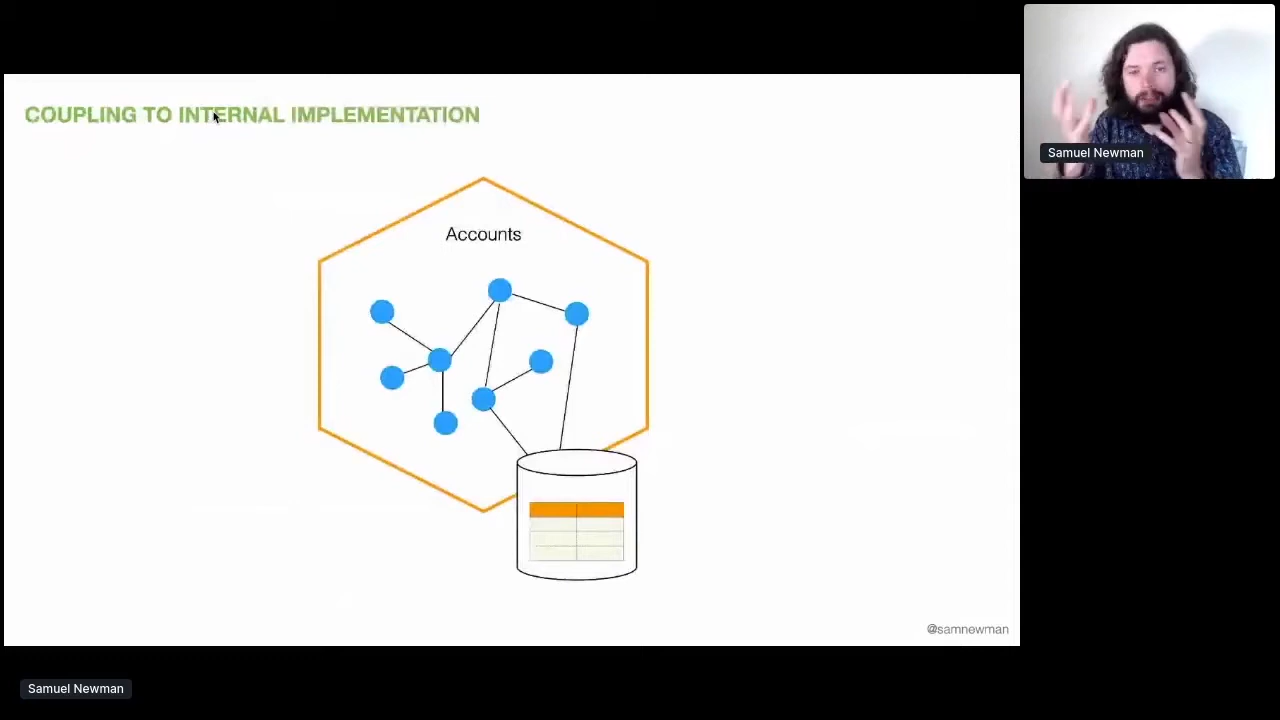 COUPLING TO INTERNAL IMPLEMENTATION
Samuel Newman
Accounts
@samnewman
Samuel Newman